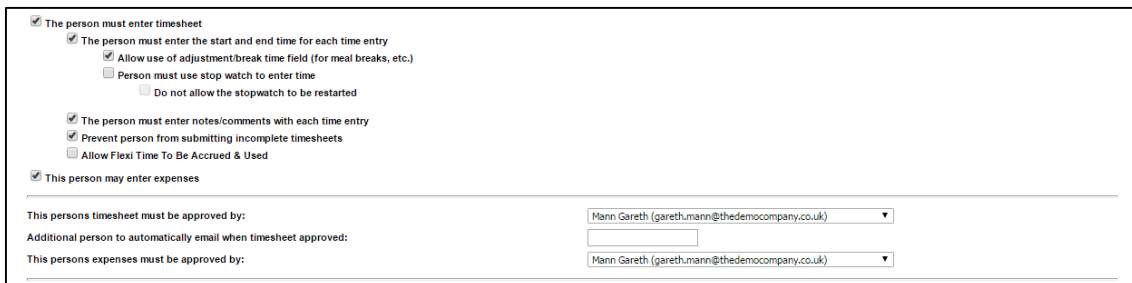 The person must enter timesheet
The person must enter the start and end time for each time entry
Allow use of adjustment/break time field (for meal breaks, etc.)
Person must use stop watch to enter time
Do not allow the stopwatch to be restarted
The person must enter notes/comments with each time entry
Prevent person from submitting incomplete timesheets
Allow Flexi Time To Be Accrued & Used
This person may enter expenses
This persons timesheet must be approved by: Mann Gareth (gareth.mann@thedemocompany.co.uk)
Additional person to automatically email when timesheet approved:
This persons expenses must be approved by: Mann Gareth (gareth.mann@thedemocompany.co.uk)